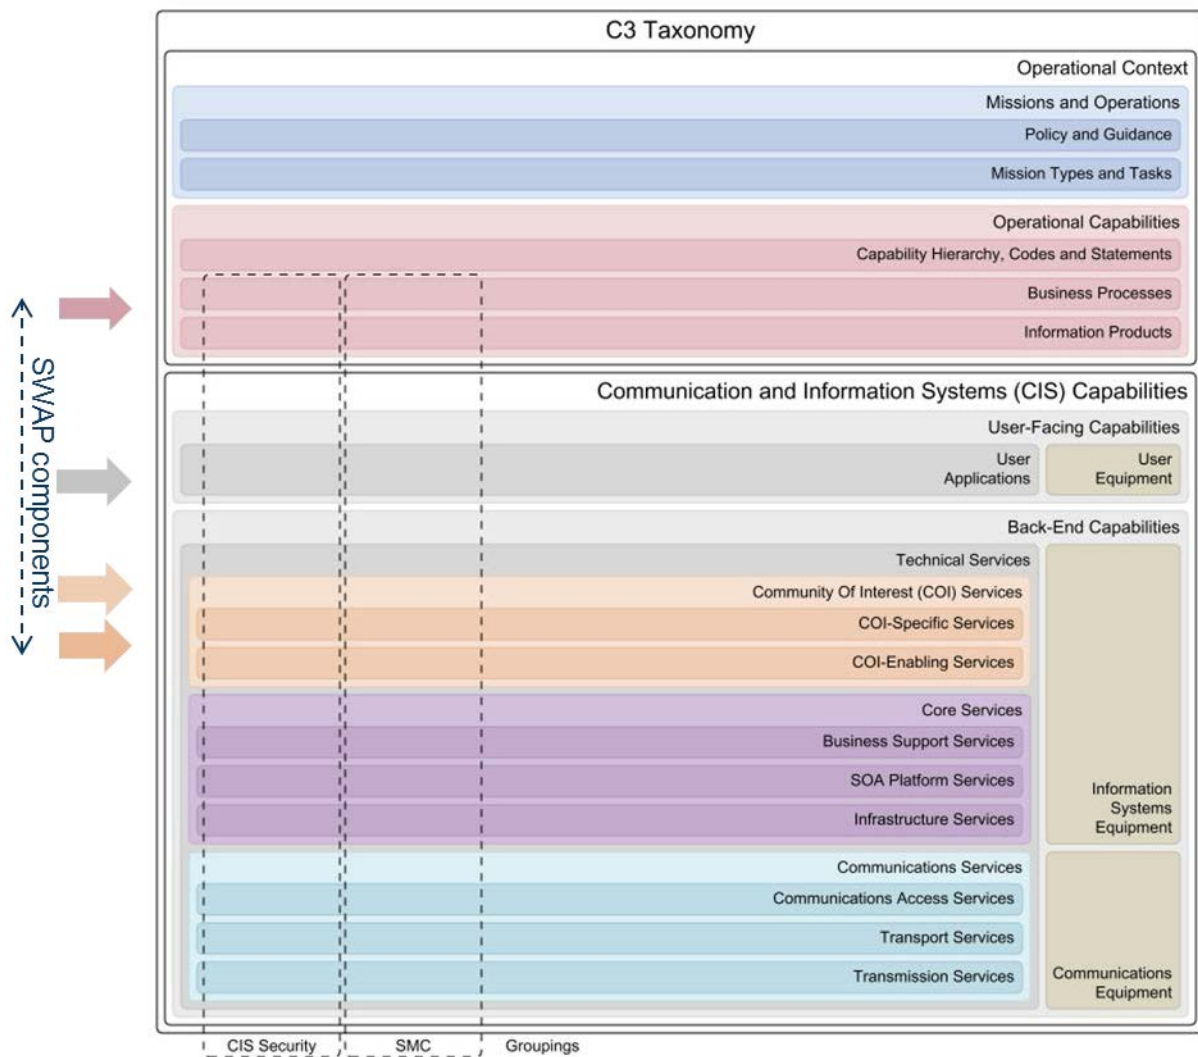 C3 Taxonomy
Operational Context
Missions and Operations
Policy and Guidance
Mission Types and Tasks
Operational Capabilities
Capability Hierarchy, Codes and Statements
Business Processes
Information Products
SWAP components
Communication and Information Systems (CIS) Capabilities
User-Facing Capabilities
User
Applications
User
Equipment
Back-End Capabilities
Technical Services
Community Of Interest (COI) Services
COI-Specific Services
COI-Enabling Services
Core Services
Business Support Services
SOA Platform Services
Infrastructure Services
Information
Systems
Equipment
Communications Services
Communications Access Services
Transport Services
Transmission Services
Communications
Equipment
CIS Security
SMC
Groupings